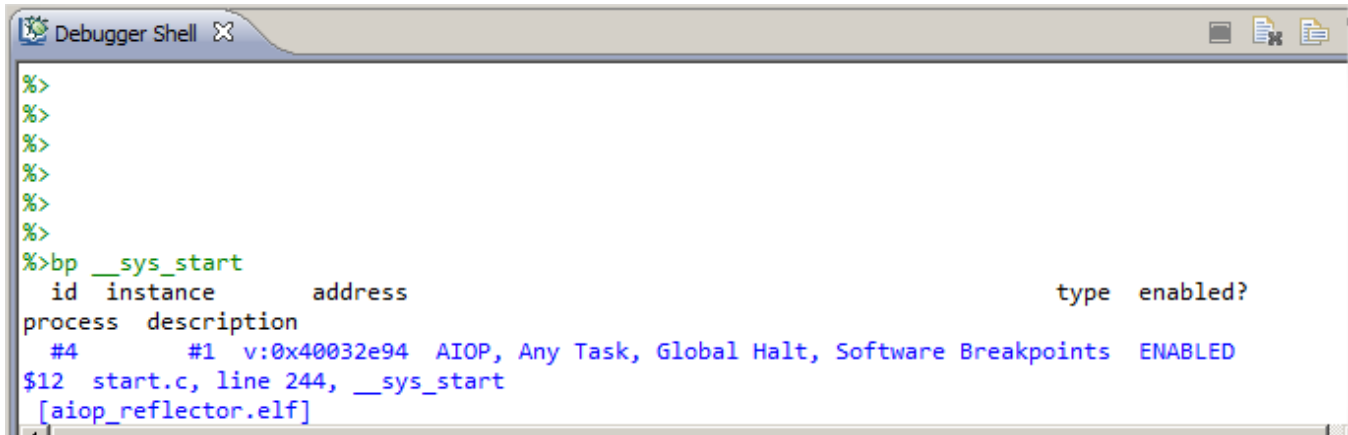 Debugger Shell
%>
%>
%>
%>
%>
%>
%>bp __sys_start
id instance address type enabled?
process description
#4 #1 v:0x40032e94 AIOP, Any Task, Global Halt, Software Breakpoints ENABLED
$12 start.c, line 244, __sys_start
[aiop_reflector.elf]